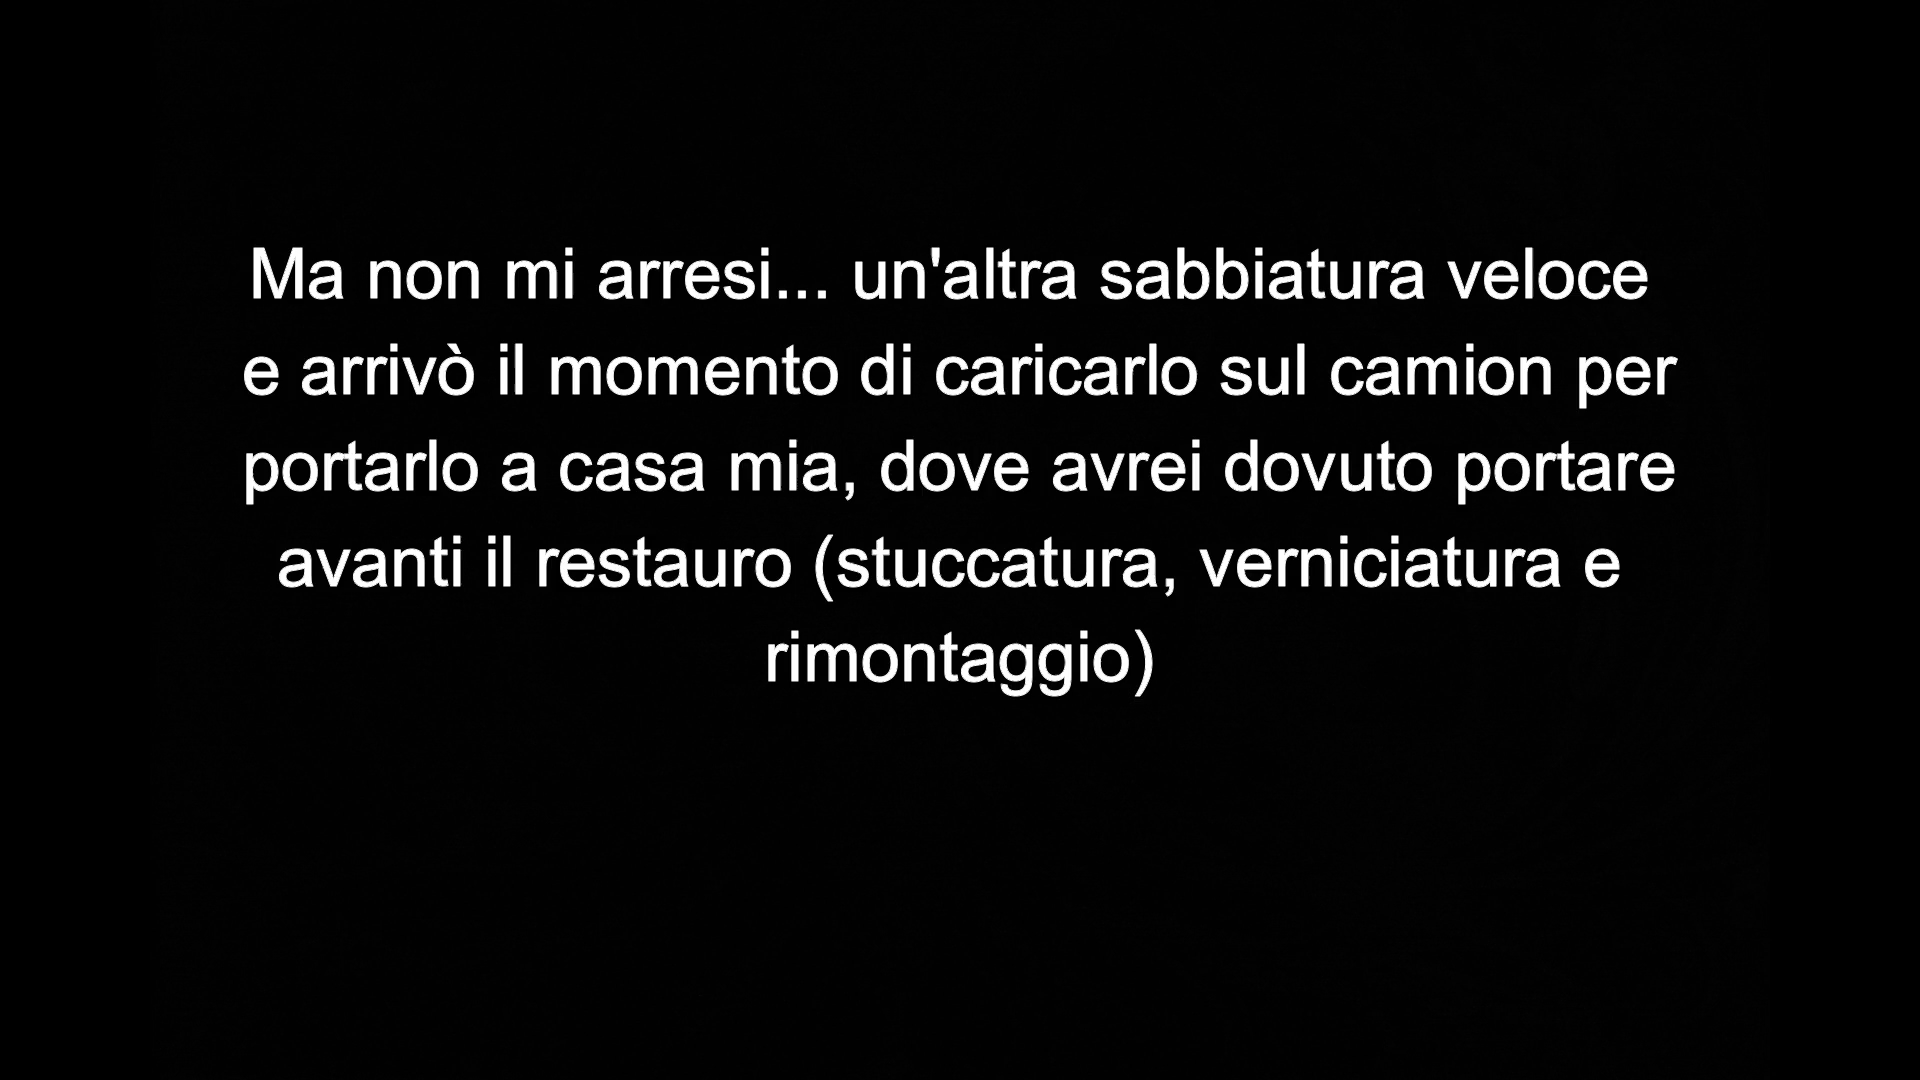 Ma non mi arresi... un'altra sabbiatura veloce
e arrivò il momento di caricarlo sul camion per
portarlo a casa mia, dove avrei dovuto portare
avanti il restauro (stuccatura, verniciatura e
rimontaggio)